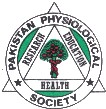 PAKISTAN PHYSIOLOGICAL
SOCIETY
RESEARCH
EDUCATION
HEALTH